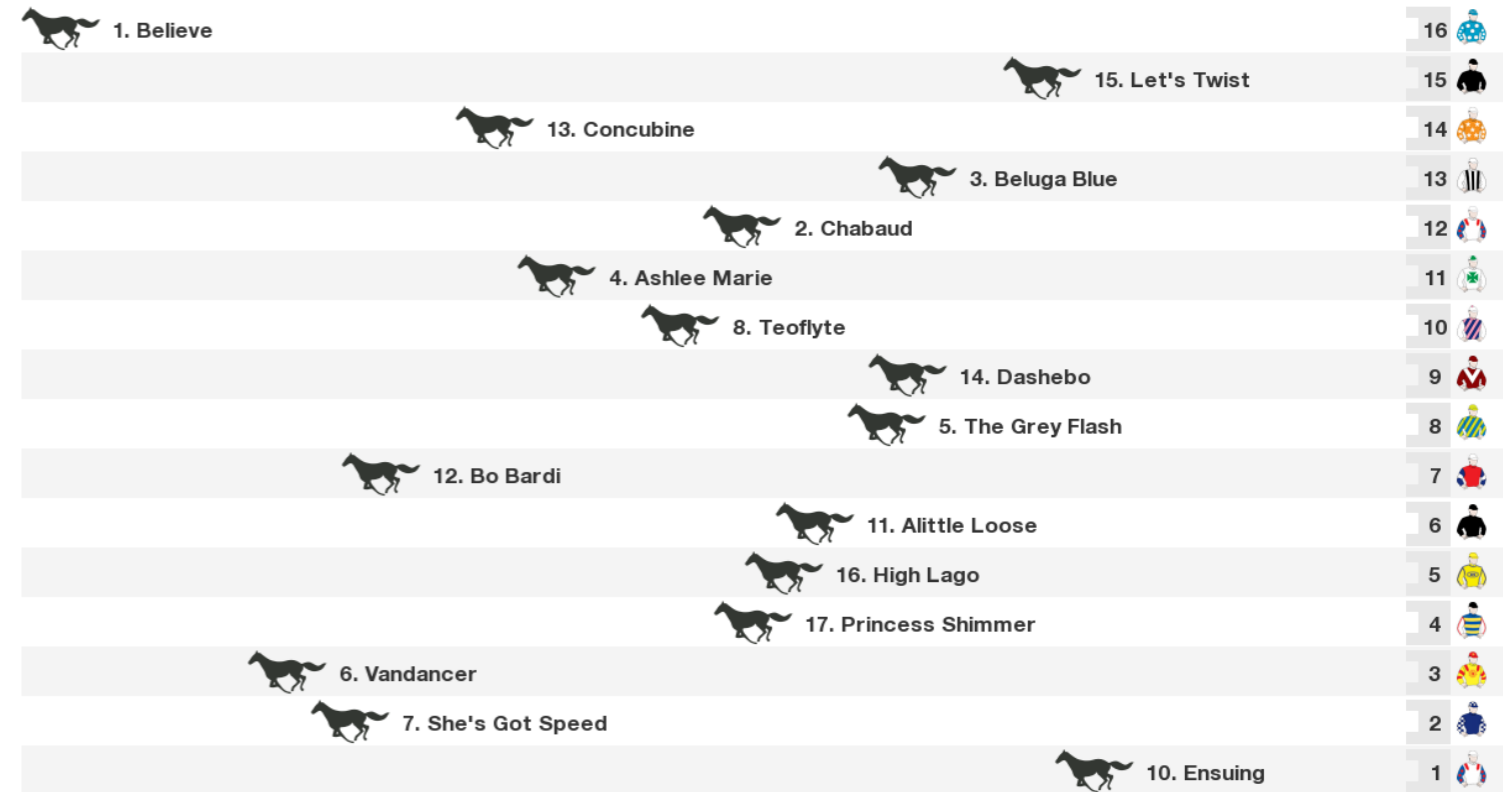 1. Believe 16
15. Let's Twist 15
13. Concubine 14
3. Beluga Blue 13
2. Chabaud 12
4. Ashlee Marie 11
8. Teoflyte 10
14. Dashebo 9
5. The Grey Flash 8
12. Bo Bardi 7
11. Alittle Loose 6
16. High Lago 5
17. Princess Shimmer 4
6. Vandancer 3
7. She's Got Speed 2
10. Ensuing 1